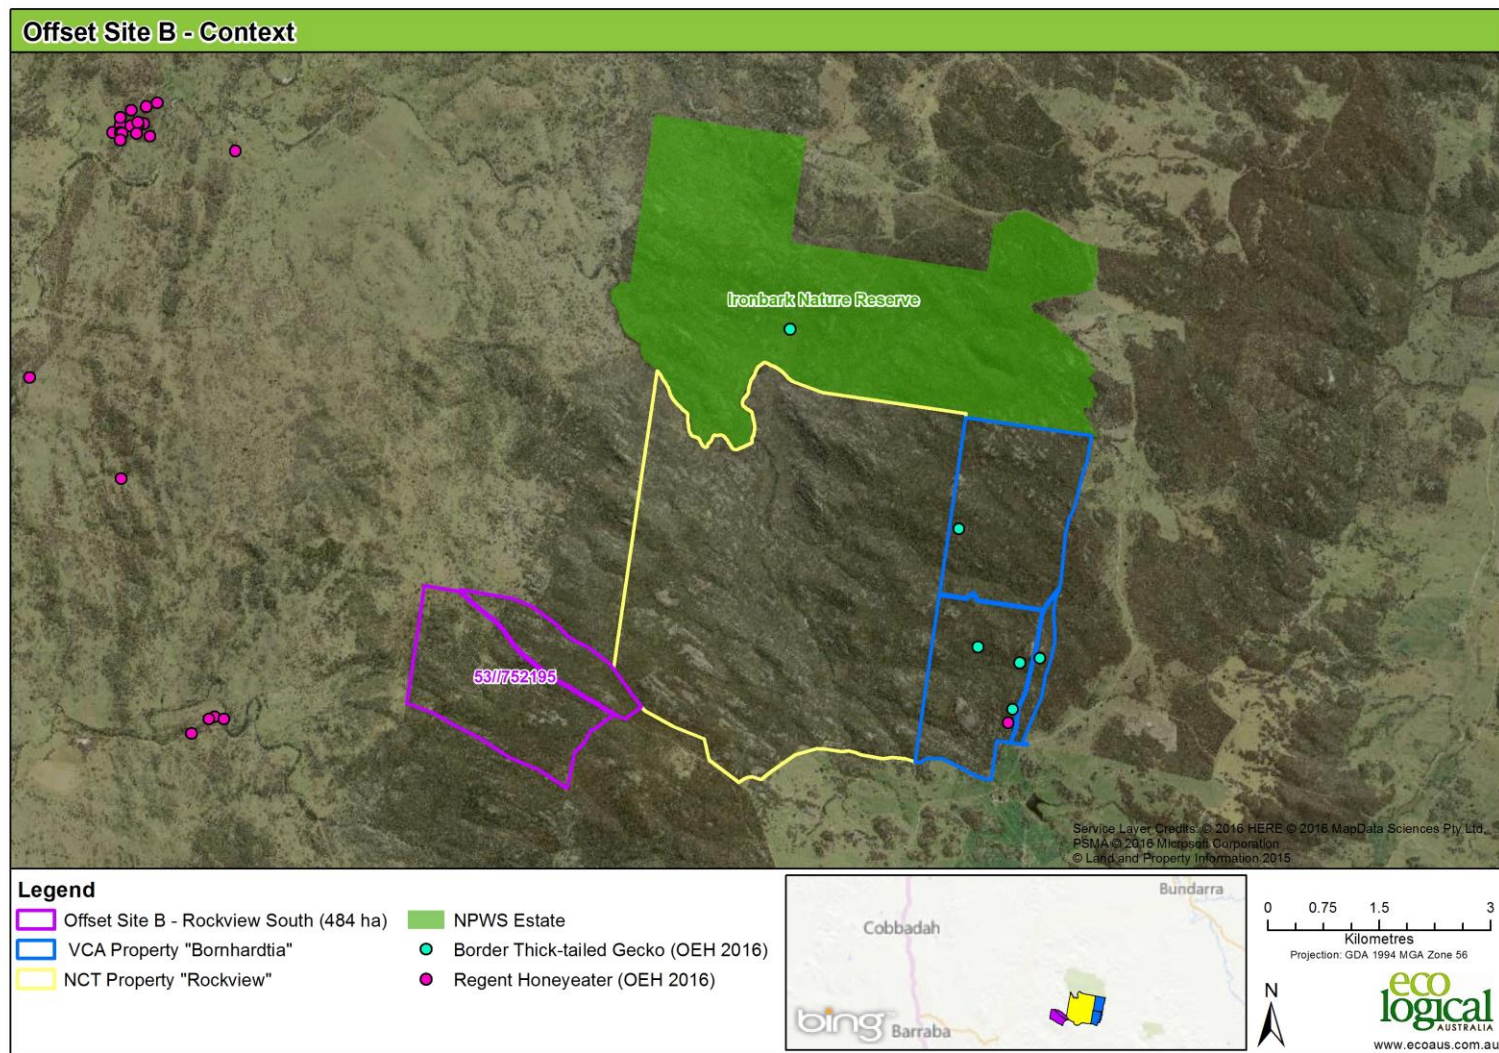 Offset Site B - Context
Ironbark Nature Reserve
53//752195
Service Layer Credits: © 2016 HERE © 2016 MapData Sciences Pty Ltd,
PSMA © 2016 Microsoft Corporation
© Land and Property Information 2015
Legend
Offset Site B - Rockview South (484 ha)
VCA Property "Bornhardtia"
NCT Property "Rockview"
NPWS Estate
Border Thick-tailed Gecko (OEH 2016)
Regent Honeyeater (OEH 2016)
Bundarra
Cobbadah
bing
Barraba
0 0.75 1.5 3
Kilometres
Projection: GDA 1994 MGA Zone 56
N
eco
logical
AUSTRALIA
www.ecoaus.com.au